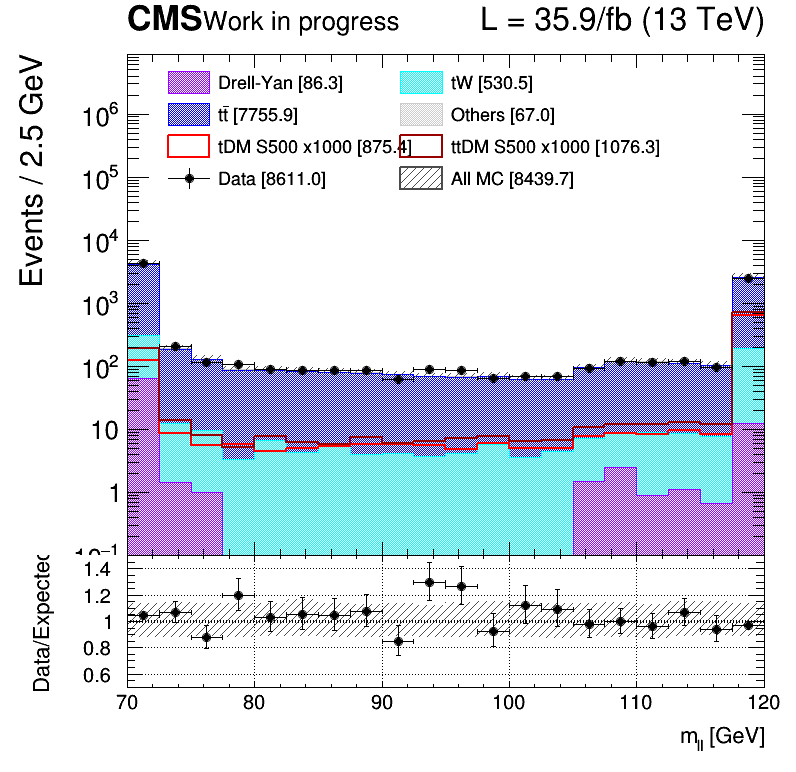 CMS Work in progress L = 35.9/fb (13 TeV)
Events / 2.5 GeV
Drell-Yan [86.3] tW [530.5]
tt̄ [7755.9] Others [67.0]
tDM S500 x1000 [875.4] ttDM S500 x1000 [1076.3]
Data [8611.0] All MC [8439.7]
10⁶
10⁵
10⁴
10³
10²
10
1
10⁻¹
Data/Expected
1.4
1.2
1
0.8
0.6
70 80 90 100 110 120
m_ll [GeV]